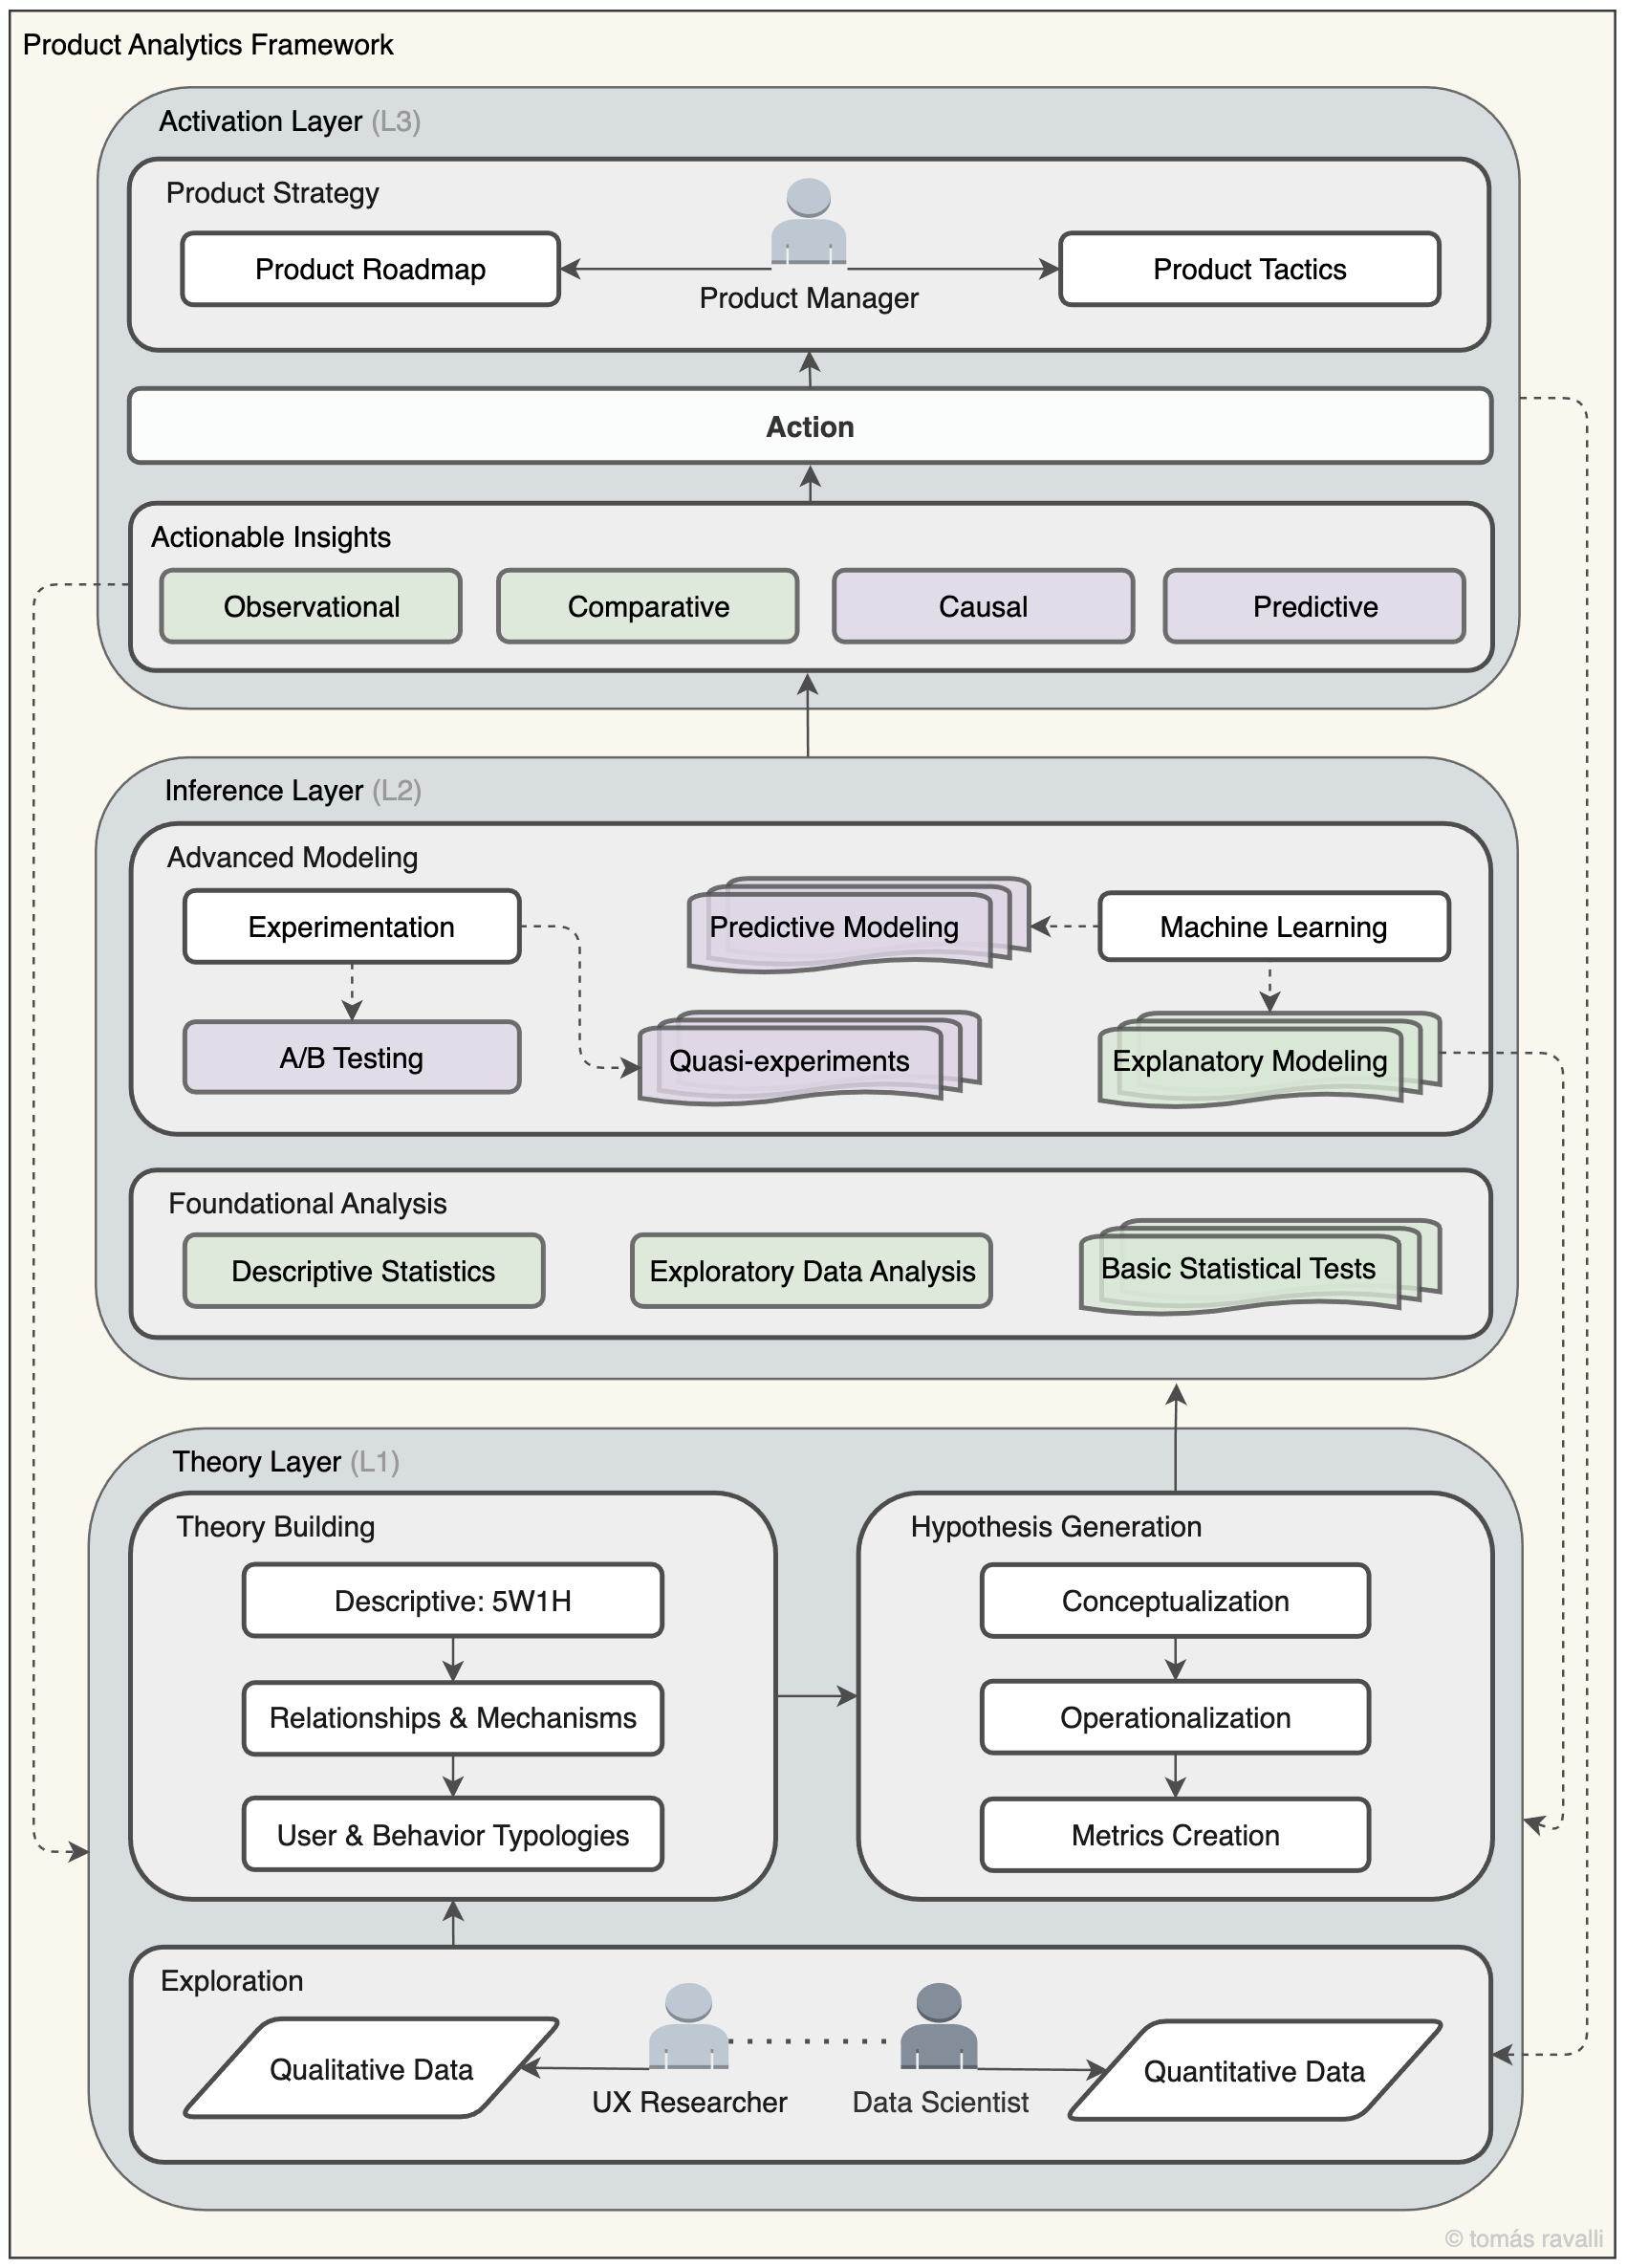 Product Analytics Framework
Activation Layer (L3)
Product Strategy
Product Roadmap
Product Manager
Product Tactics
Action
Actionable Insights
Observational
Comparative
Causal
Predictive
Inference Layer (L2)
Advanced Modeling
Experimentation
Predictive Modeling
Machine Learning
A/B Testing
Quasi-experiments
Explanatory Modeling
Foundational Analysis
Descriptive Statistics
Exploratory Data Analysis
Basic Statistical Tests
Theory Layer (L1)
Theory Building
Descriptive: 5W1H
Relationships & Mechanisms
User & Behavior Typologies
Hypothesis Generation
Conceptualization
Operationalization
Metrics Creation
Exploration
Qualitative Data
UX Researcher
Data Scientist
Quantitative Data
© tomás ravalli